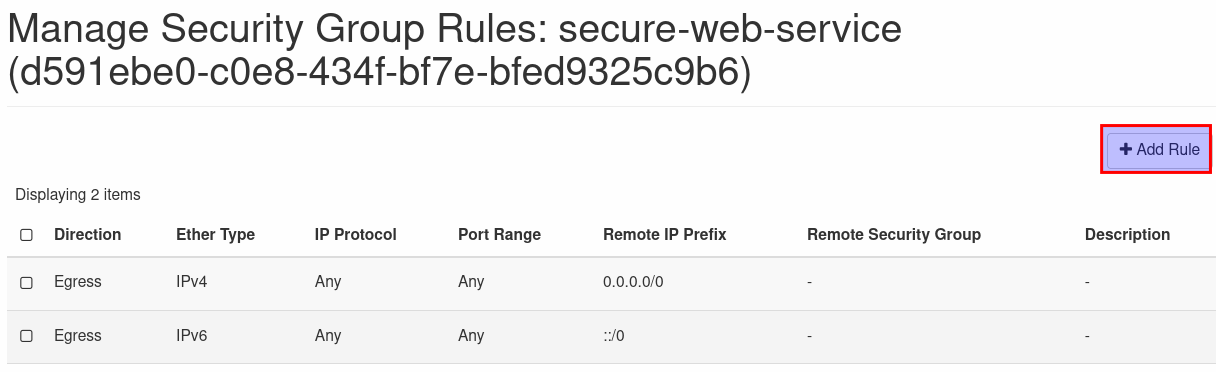 Manage Security Group Rules: secure-web-service
(d591ebe0-c0e8-434f-bf7e-bfed9325c9b6)
Add Rule
Displaying 2 items
Direction Ether Type IP Protocol Port Range Remote IP Prefix Remote Security Group Description
Egress IPv4 Any Any 0.0.0.0/0 - -
Egress IPv6 Any Any ::/0 - -